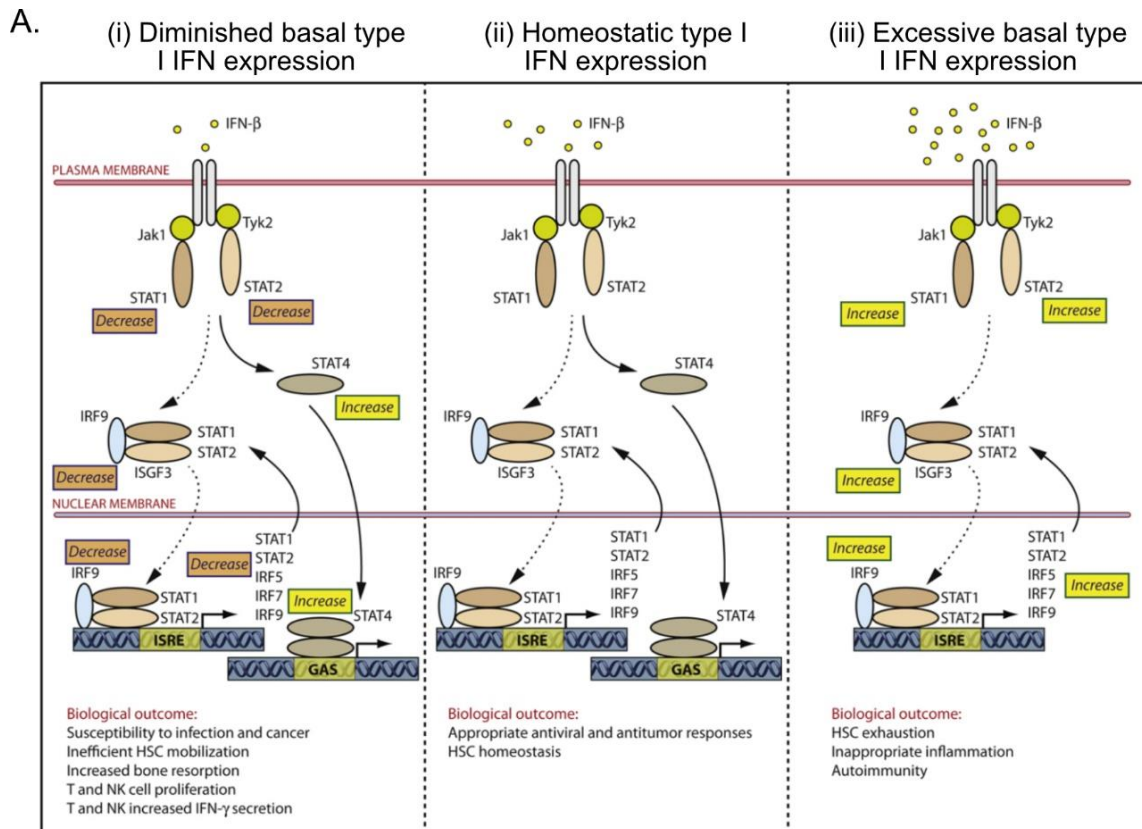 A.
(i) Diminished basal type
I IFN expression
(ii) Homeostatic type I
IFN expression
(iii) Excessive basal type
I IFN expression
IFN-β
PLASMA MEMBRANE
Jak1
Tyk2
STAT1
STAT2
Decrease
Decrease
STAT4
Increase
IRF9
STAT1
STAT2
ISGF3
Decrease
NUCLEAR MEMBRANE
Decrease
IRF9
STAT1
STAT2
ISRE
Decrease
STAT1
STAT2
IRF5
IRF7
IRF9
Increase
STAT4
GAS
Biological outcome:
Susceptibility to infection and cancer
Inefficient HSC mobilization
Increased bone resorption
T and NK cell proliferation
T and NK increased IFN-γ secretion
IFN-β
Jak1
Tyk2
STAT1
STAT2
STAT4
IRF9
STAT1
STAT2
ISGF3
IRF9
STAT1
STAT2
ISRE
STAT1
STAT2
IRF5
IRF7
IRF9
STAT4
GAS
Biological outcome:
Appropriate antiviral and antitumor responses
HSC homeostasis
IFN-β
Jak1
Tyk2
STAT1
STAT2
Increase
Increase
IRF9
STAT1
STAT2
ISGF3
Increase
Increase
IRF9
STAT1
STAT2
ISRE
STAT1
STAT2
IRF5
IRF7
IRF9
Increase
Biological outcome:
HSC exhaustion
Inappropriate inflammation
Autoimmunity